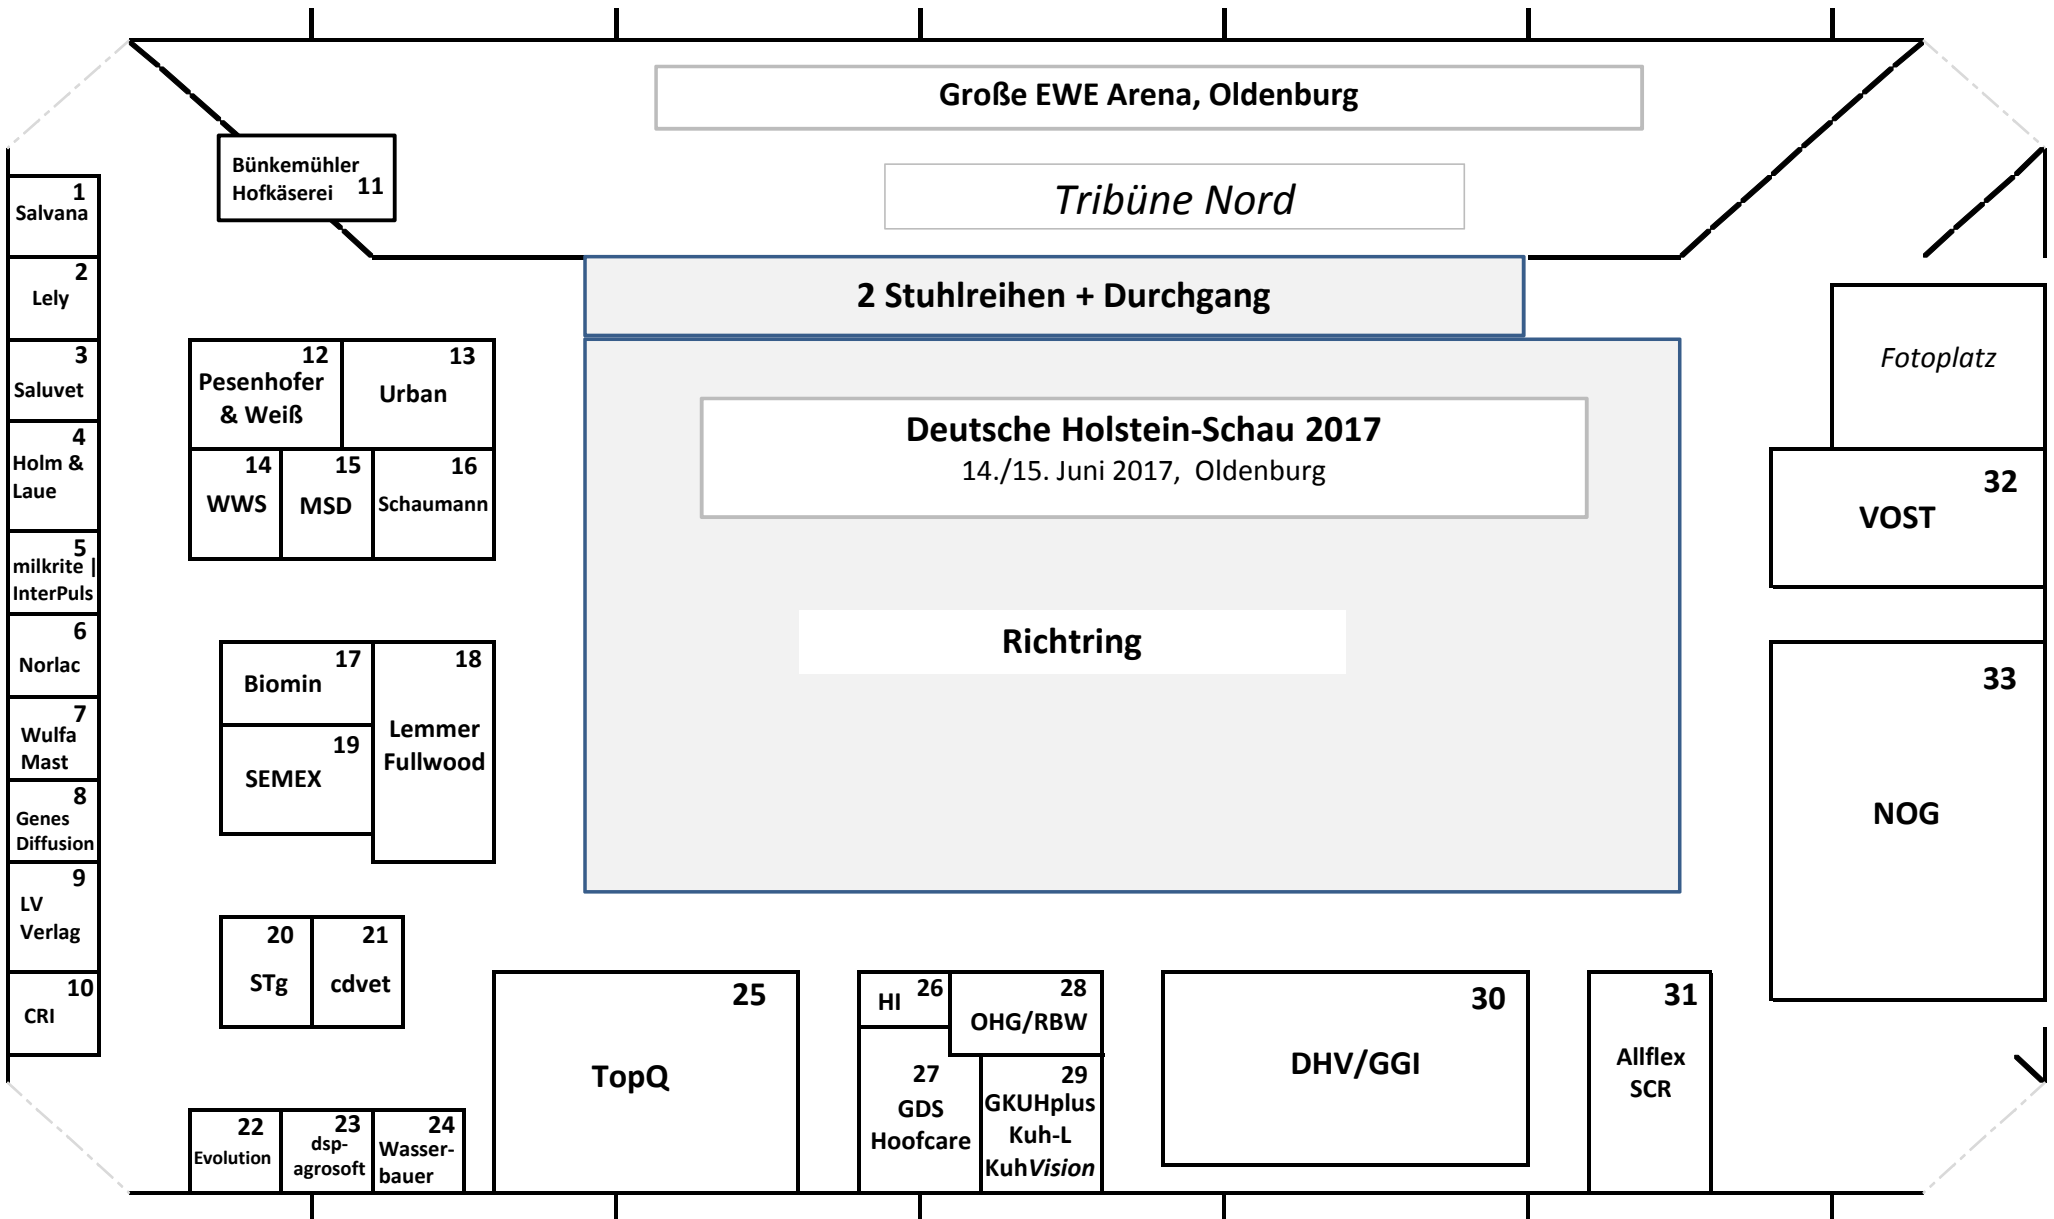 Große EWE Arena, Oldenburg
Tribüne Nord
2 Stuhlreihen + Durchgang
Deutsche Holstein-Schau 2017
14./15. Juni 2017, Oldenburg
Richtring
1
Salvana
2
Lely
3
Saluvet
4
Holm &
Laue
5
milkrite |
InterPuls
6
Norlac
7
Wulfa
Mast
8
Genes
Diffusion
9
LV
Verlag
10
CRI
Bünkemühler
Hofkäserei 11
12
Pesenhofer
& Weiß
13
Urban
14
WWS
15
MSD
16
Schaumann
17
Biomin
18
Lemmer
Fullwood
19
SEMEX
20
STg
21
cdvet
22
Evolution
23
dsp-
agrosoft
24
Wasser-
bauer
25
TopQ
HI 26
27
GDS
Hoofcare
28
OHG/RBW
29
GKUHplus
Kuh-L
KuhVision
30
DHV/GGI
31
Allflex
SCR
Fotoplatz
32
VOST
33
NOG